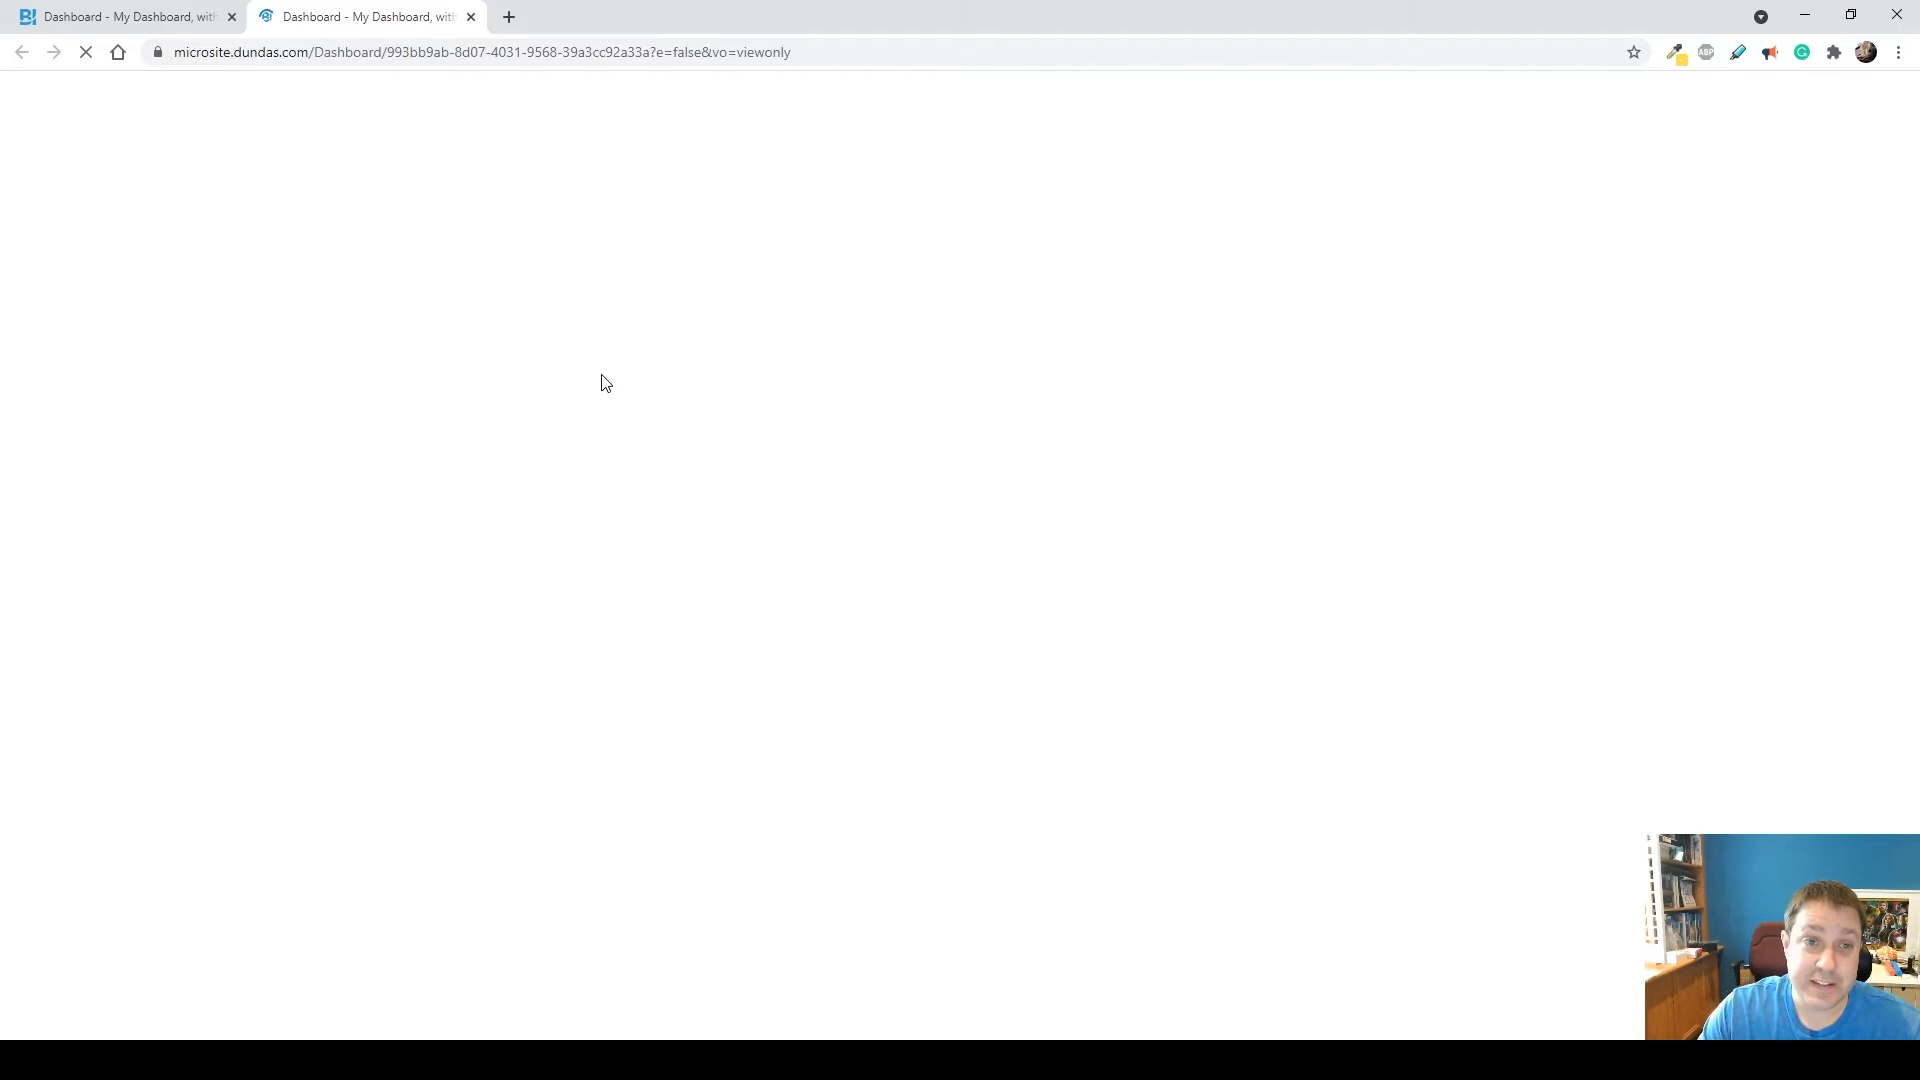 Dashboard - My Dashboard, with
Dashboard - My Dashboard, with
microsite.dundas.com/Dashboard/993bb9ab-8d07-4031-9568-39a3cc92a33a?e=false&vo=viewonly
ABP